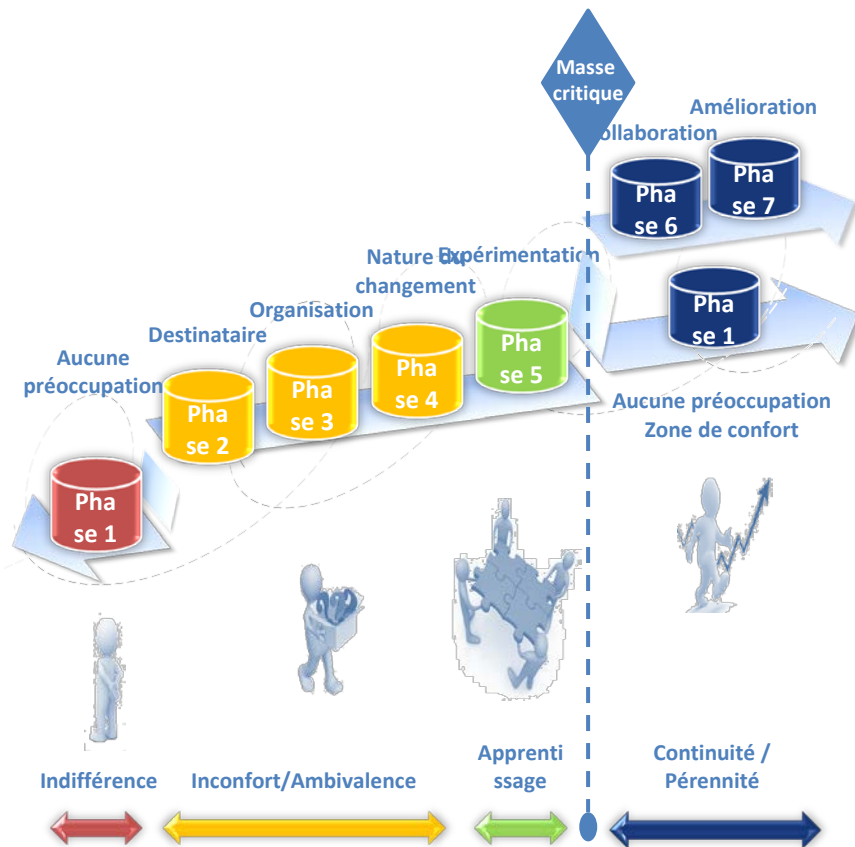 Masse
critique
Amélioration
ollaboration
Pha
se 6
Pha
se 7
Nature du
changement
Expérimentation
Organisation
Destinataire
Aucune
préoccupation
Pha
se 1
Pha
se 2
Pha
se 3
Pha
se 4
Pha
se 5
Pha
se 1
Aucune préoccupation
Zone de confort
Indifférence
Inconfort/Ambivalence
Apprenti
ssage
Continuité /
Pérennité